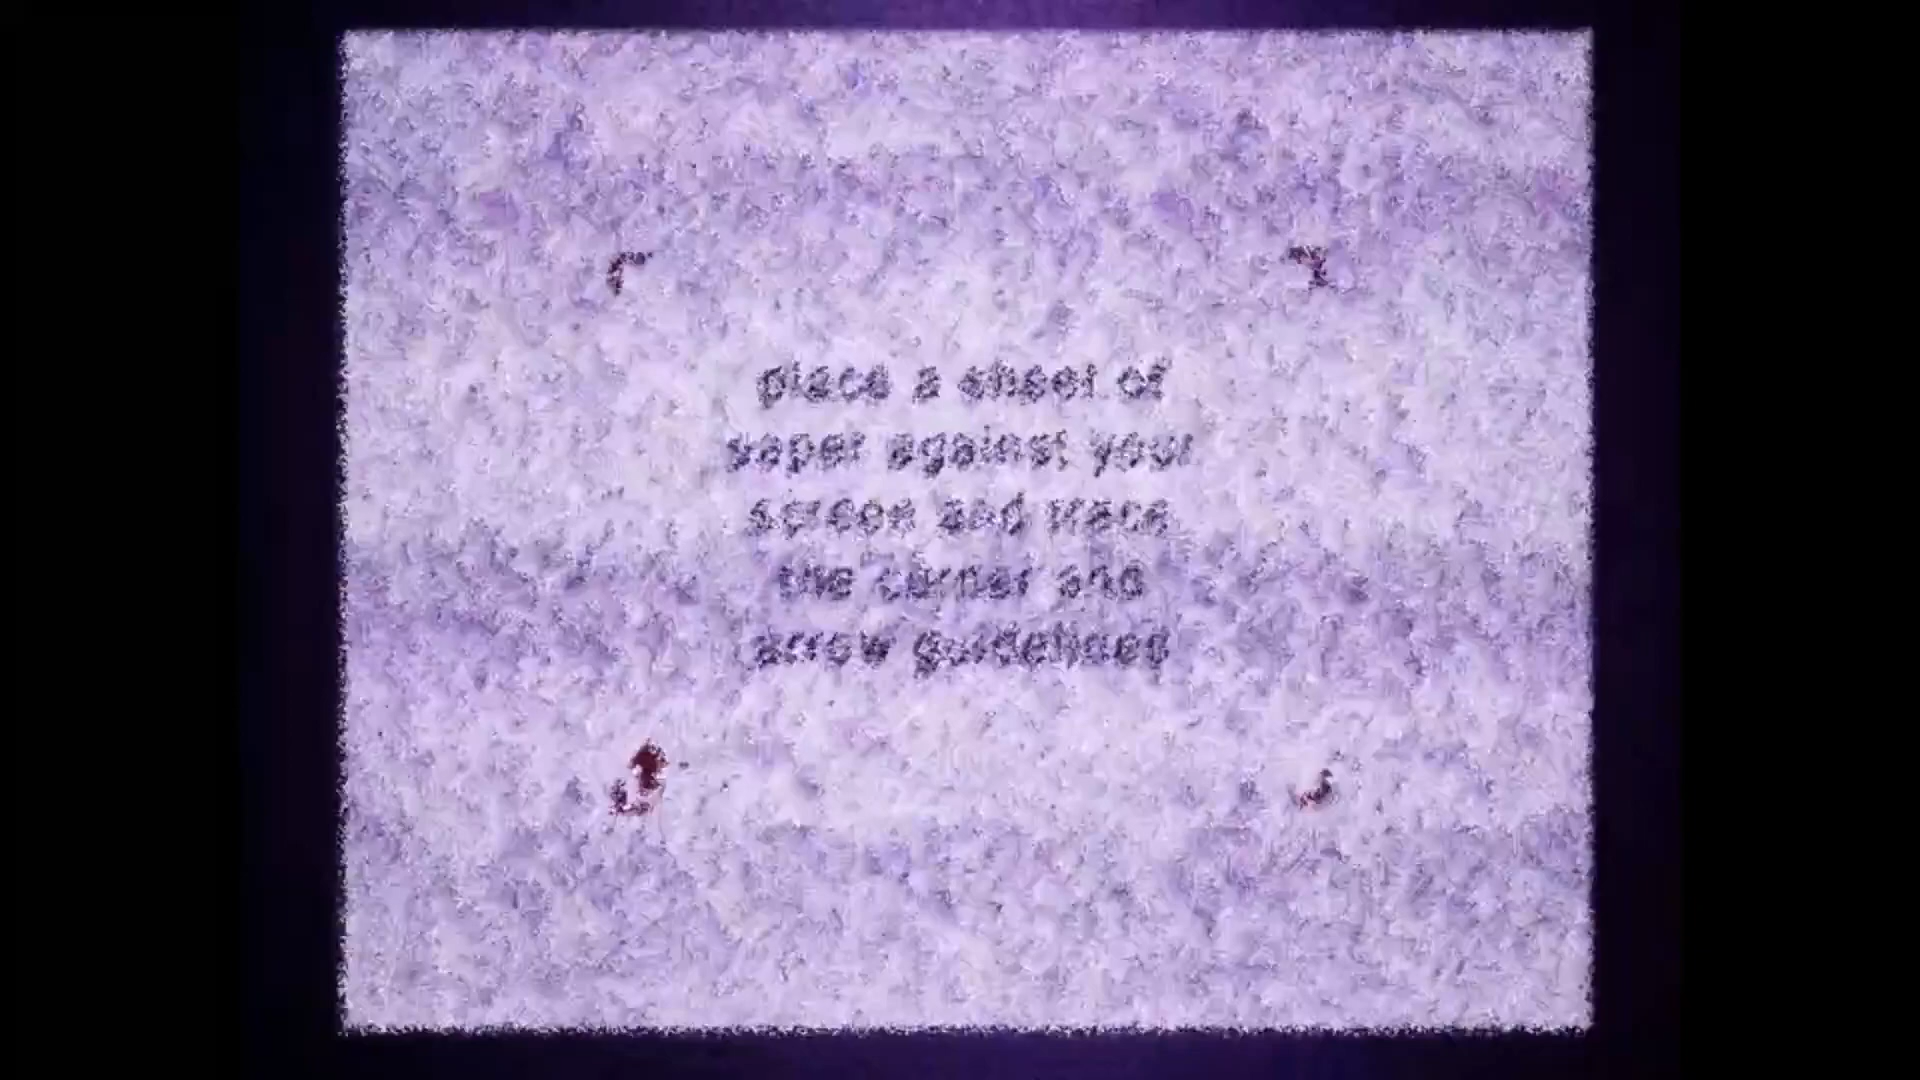 place a sheet of
paper against your
screen and trace
the corner and
arrow guidelines